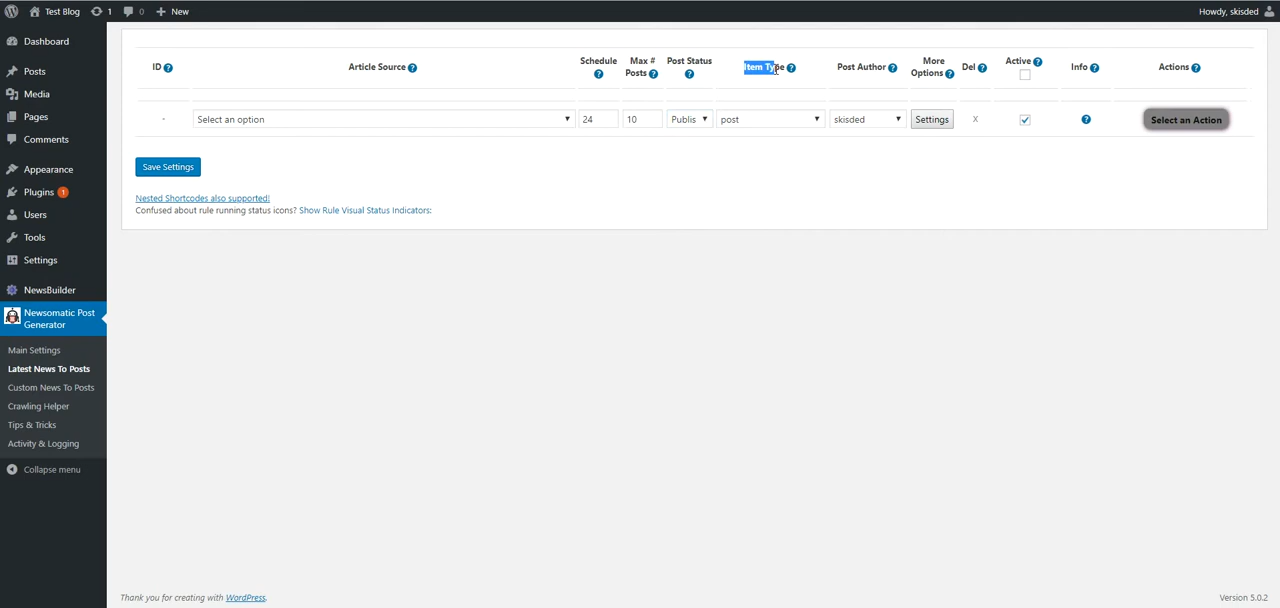 Test Blog 1 0 New Howdy, skisded
Dashboard
Posts
Media
Pages
Comments
Appearance
Plugins 1
Users
Tools
Settings
NewsBuilder
Newsomatic Post
Generator
Main Settings
Latest News To Posts
Custom News To Posts
Crawling Helper
Tips & Tricks
Activity & Logging
Collapse menu
ID Article Source Schedule Max # Posts Post Status Item Type Post Author More Options Del Active Info Actions
- Select an option 24 10 Publis post skisded Settings X Select an Action
Save Settings
Nested Shortcodes also supported!
Confused about rule running status icons? Show Rule Visual Status Indicators:
Thank you for creating with WordPress. Version 5.0.2